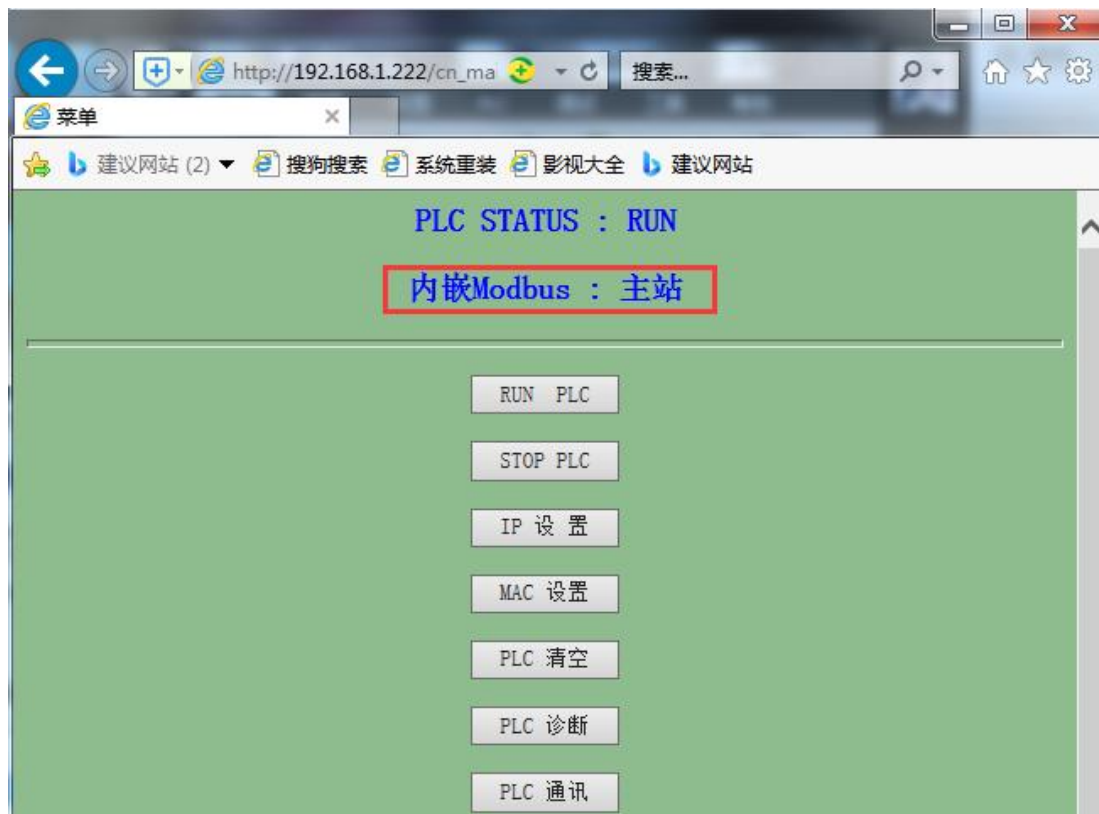 http://192.168.1.222/cn_ma
搜索...
菜单
建议网站 (2)
搜狗搜索
系统重装
影视大全
建议网站
PLC STATUS : RUN
内嵌Modbus : 主站
RUN PLC
STOP PLC
IP 设 置
MAC 设置
PLC 清空
PLC 诊断
PLC 通讯